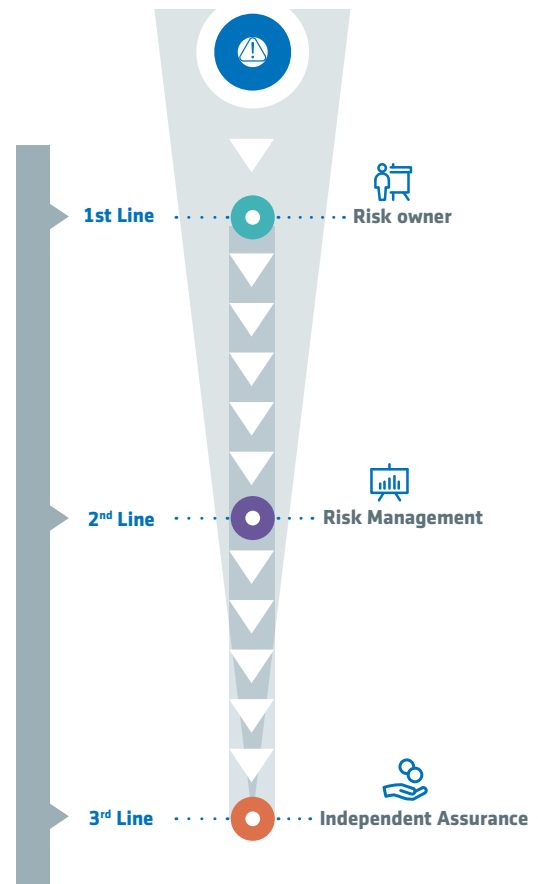 1st Line
Risk owner
2nd Line
Risk Management
3rd Line
Independent Assurance